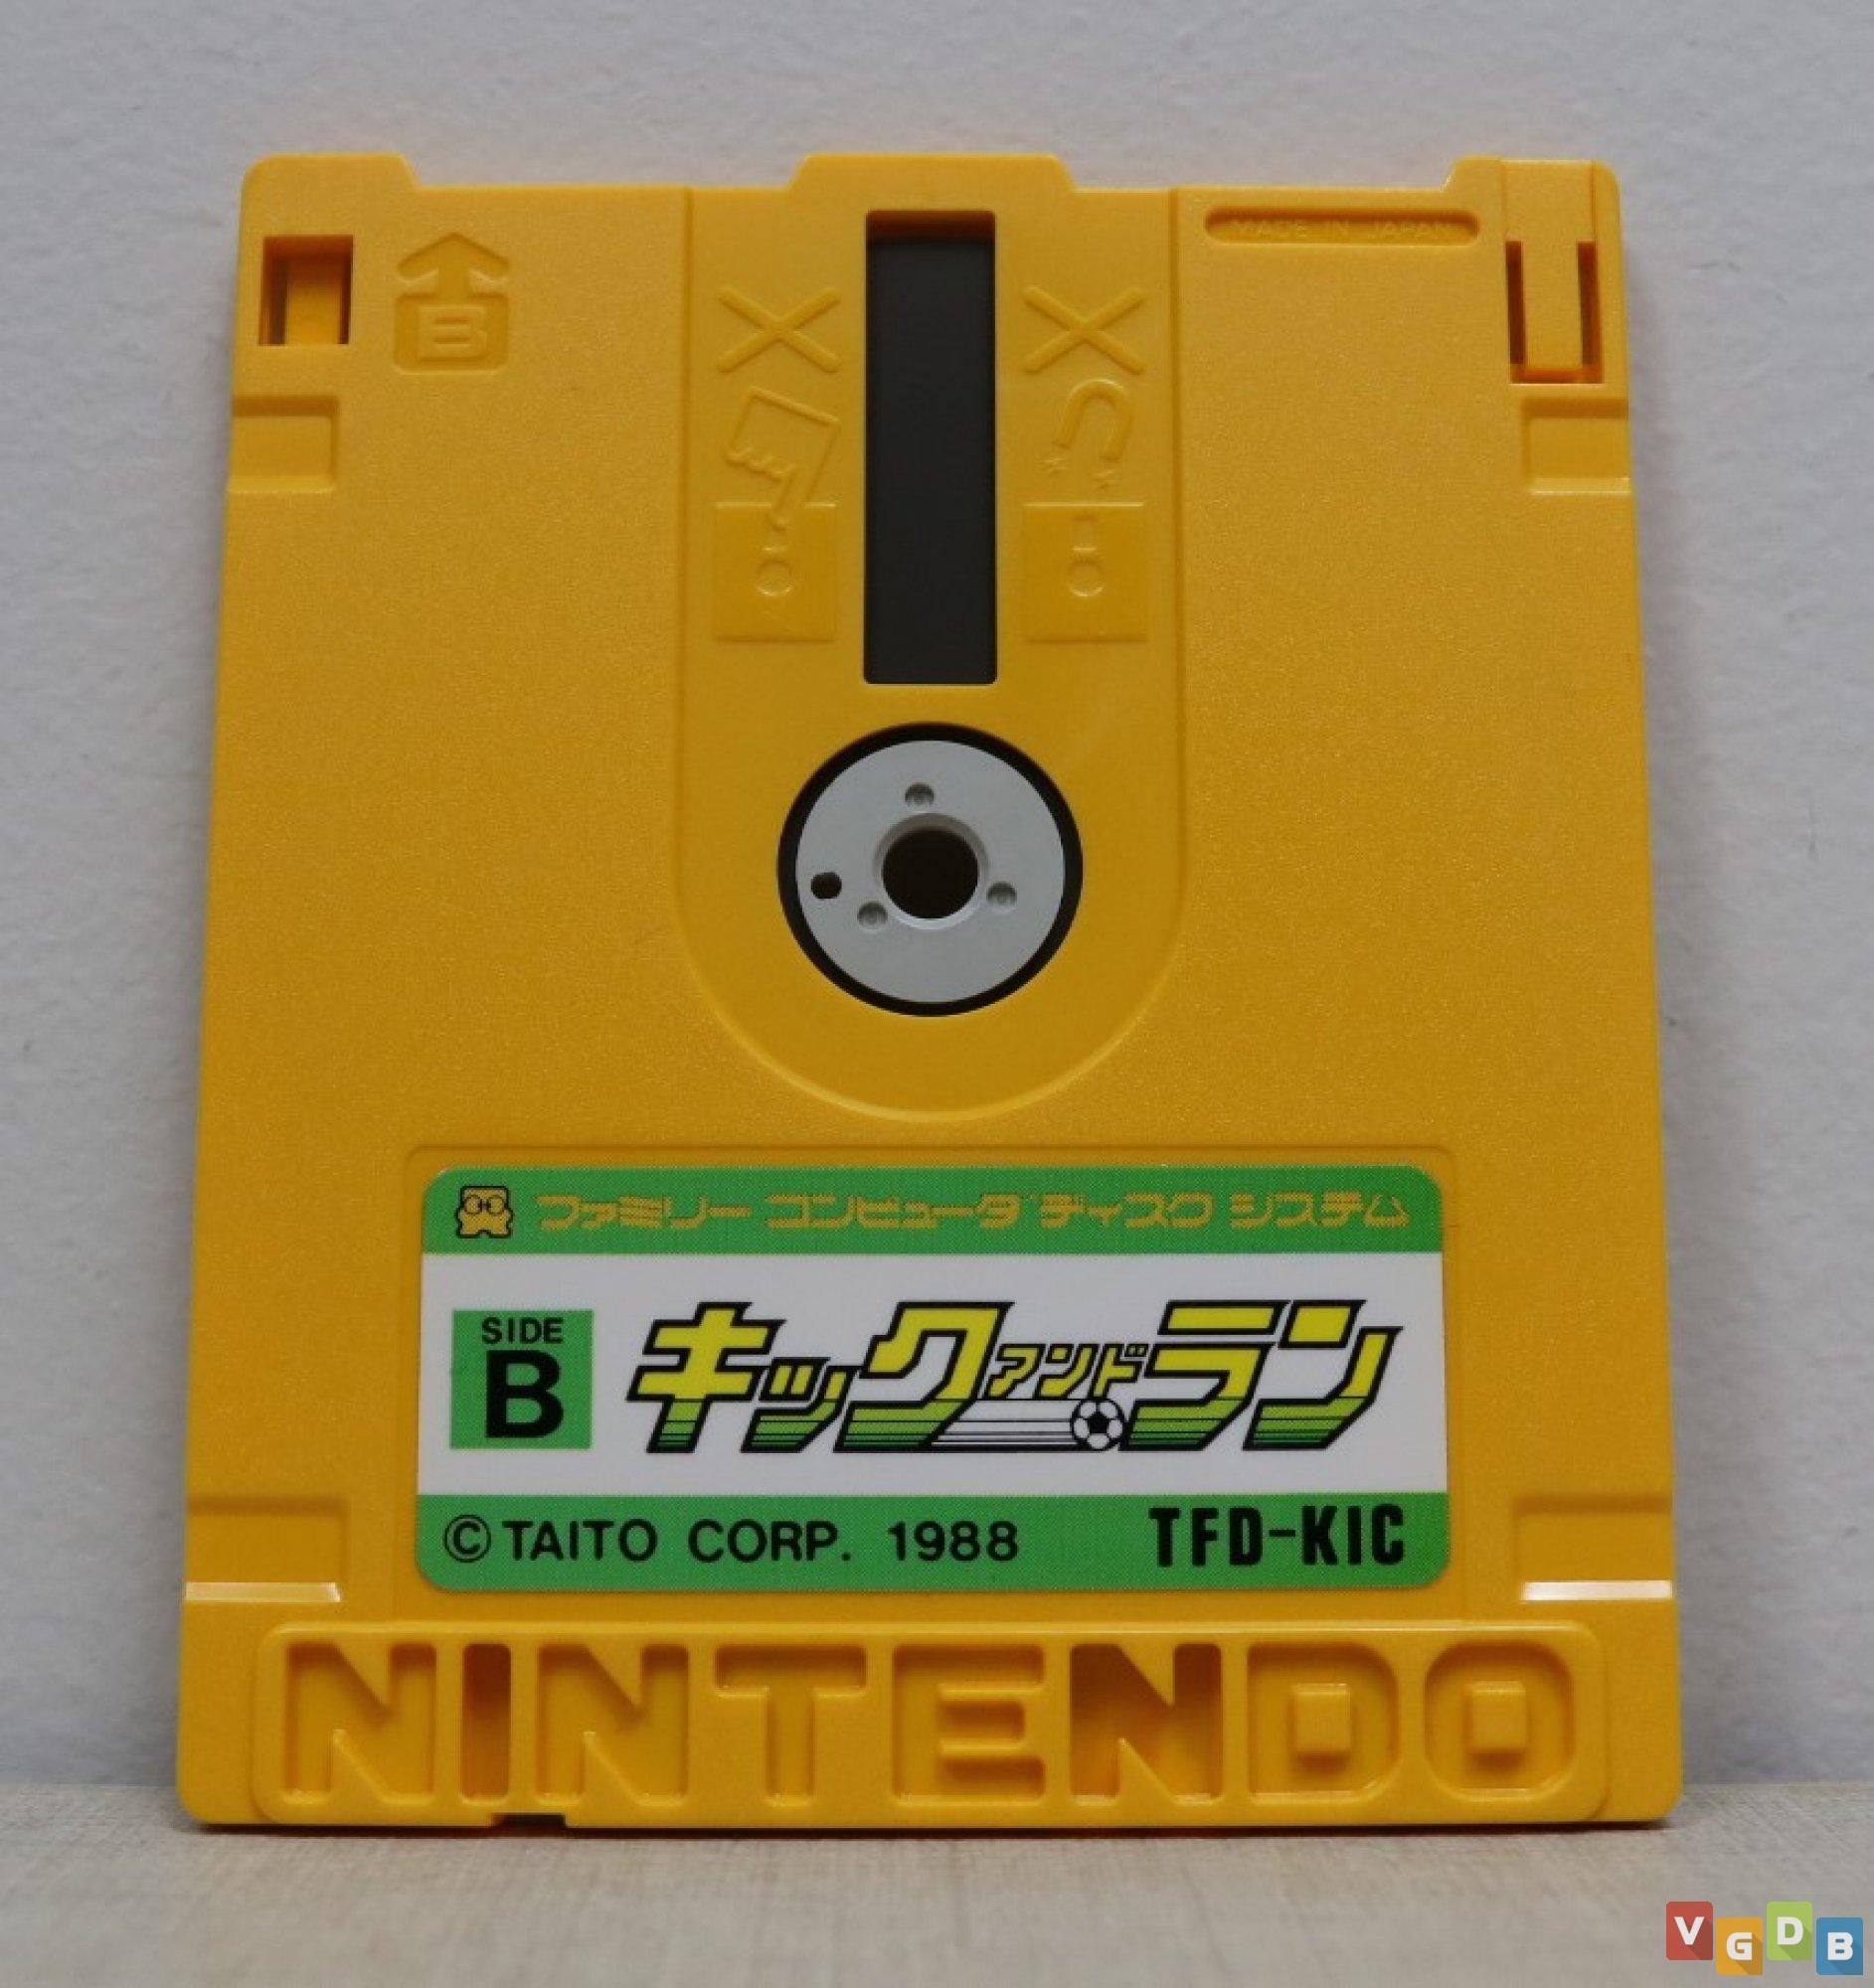 B
MADE IN JAPAN
ファミリー コンピュータ ディスク システム
SIDE
B
キックアンドラン
©TAITO CORP. 1988 TFD-KIC
NINTENDO
VGDB